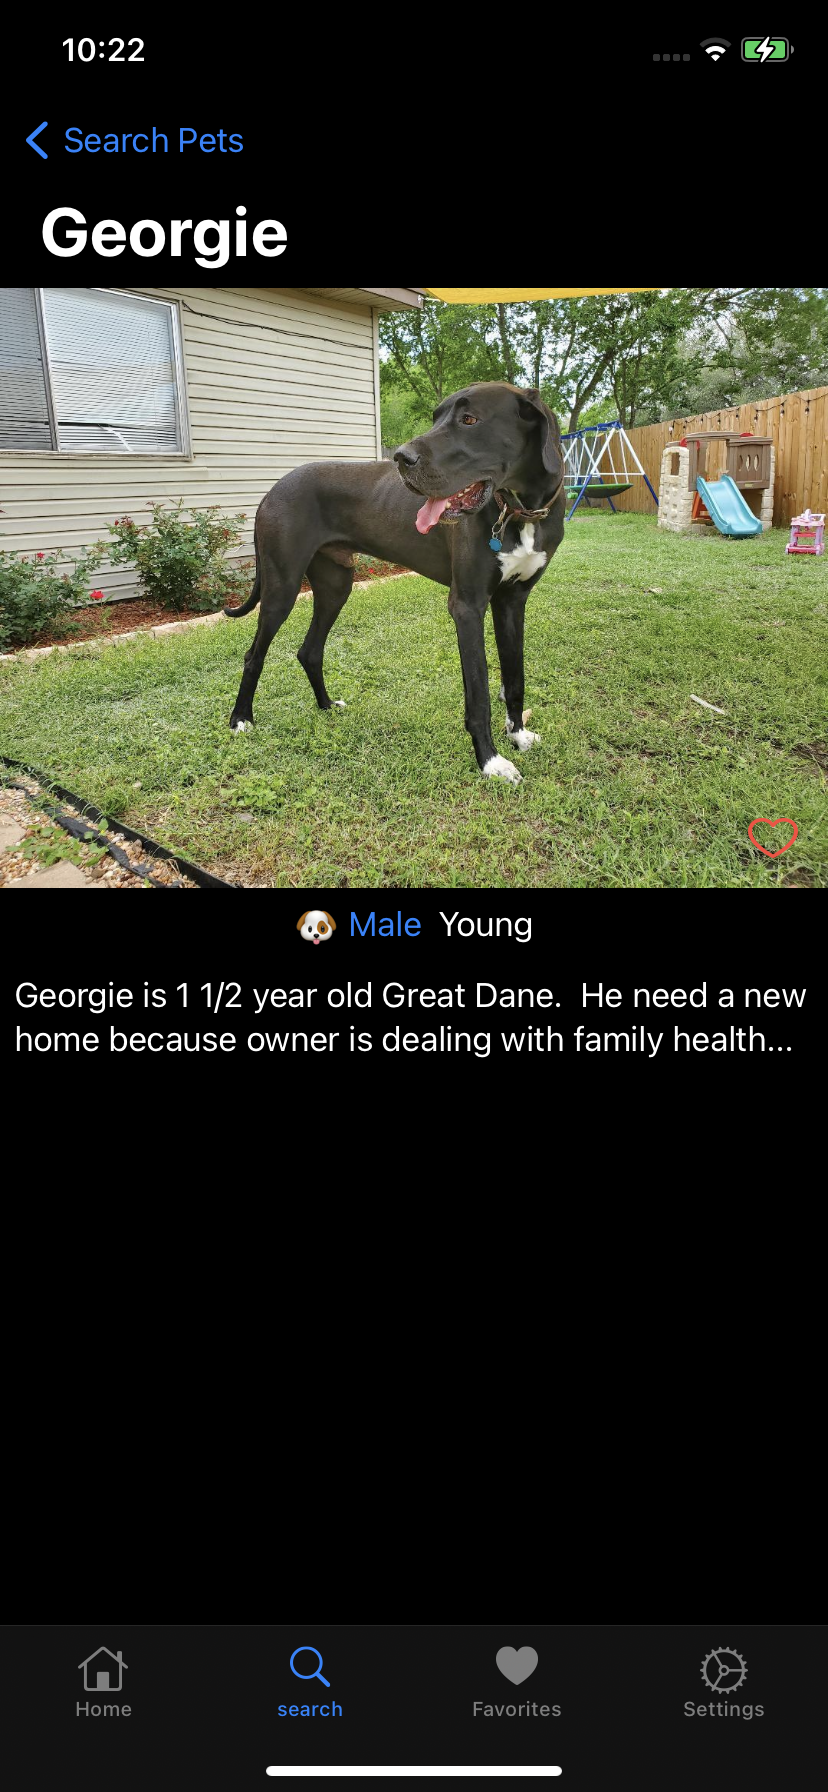 10:22
Search Pets
Georgie
Male Young
Georgie is 1 1/2 year old Great Dane.  He need a new
home because owner is dealing with family health...
Home search Favorites Settings